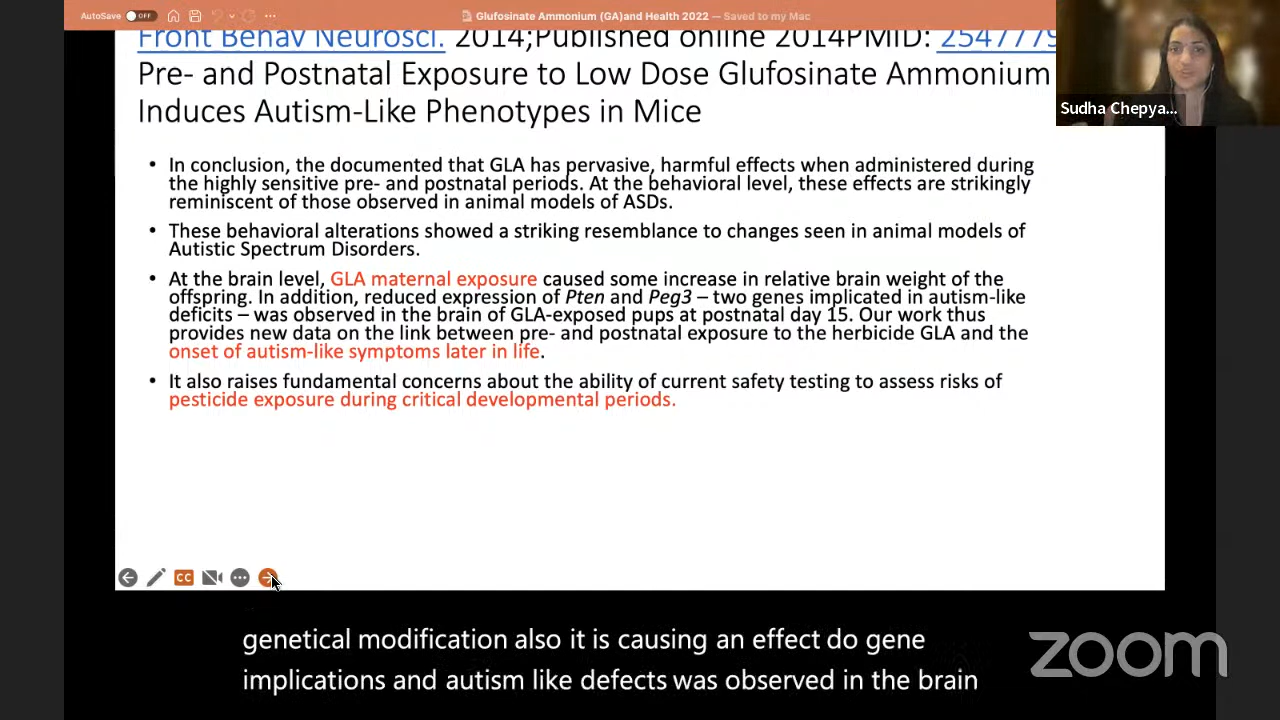 AutoSave OFF
Glufosinate Ammonium (GA)and Health 2022 — Saved to my Mac
Front Behav Neurosci. 2014;Published online 2014PMID: 2547779
Pre- and Postnatal Exposure to Low Dose Glufosinate Ammonium
Induces Autism-Like Phenotypes in Mice
Sudha Chepya...
• In conclusion, the documented that GLA has pervasive, harmful effects when administered during
the highly sensitive pre- and postnatal periods. At the behavioral level, these effects are strikingly
reminiscent of those observed in animal models of ASDs.
• These behavioral alterations showed a striking resemblance to changes seen in animal models of
Autistic Spectrum Disorders.
• At the brain level, GLA maternal exposure caused some increase in relative brain weight of the
offspring. In addition, reduced expression of Pten and Peg3 – two genes implicated in autism-like
deficits – was observed in the brain of GLA-exposed pups at postnatal day 15. Our work thus
provides new data on the link between pre- and postnatal exposure to the herbicide GLA and the
onset of autism-like symptoms later in life.
• It also raises fundamental concerns about the ability of current safety testing to assess risks of
pesticide exposure during critical developmental periods.
CC
genetical modification also it is causing an effect do gene
implications and autism like defects was observed in the brain
zoom